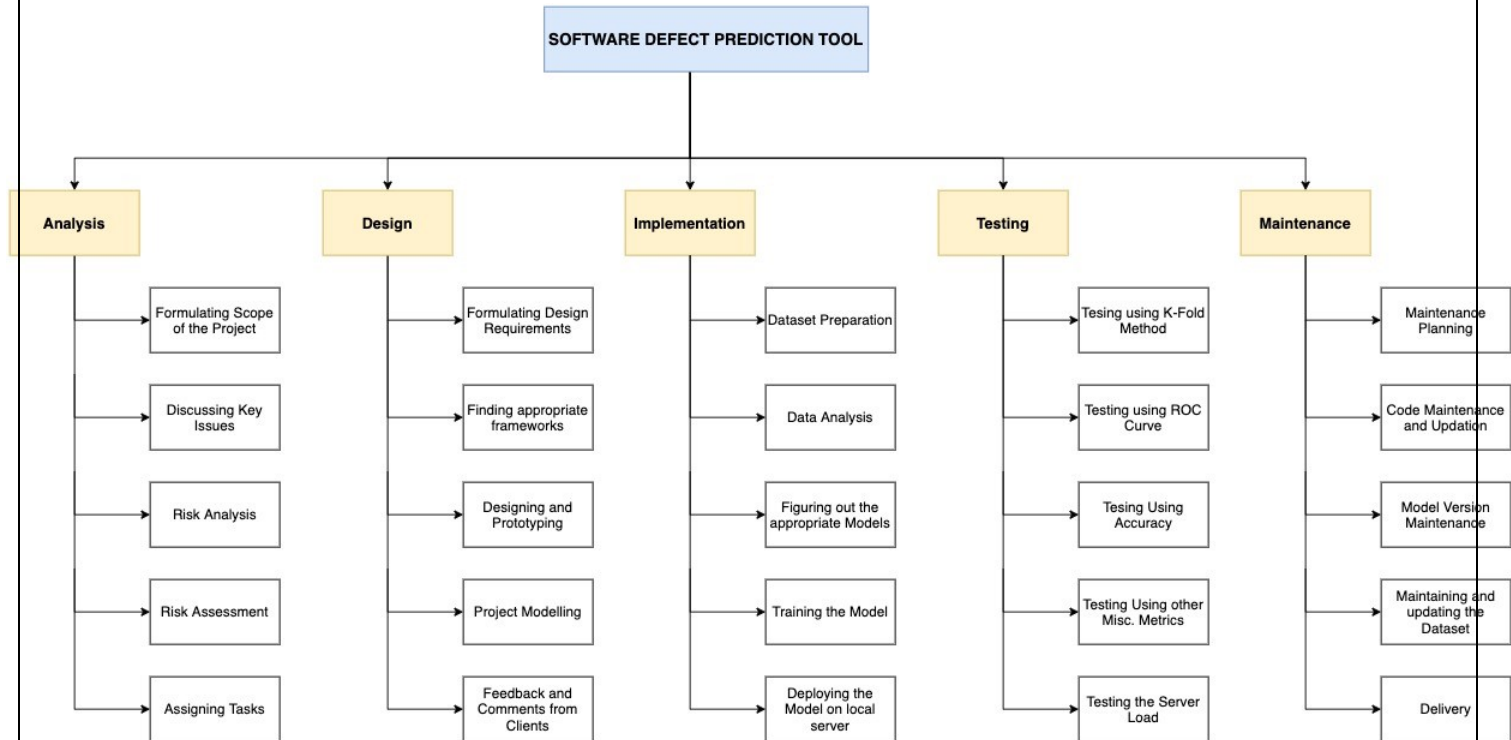 SOFTWARE DEFECT PREDICTION TOOL
Analysis
Design
Implementation
Testing
Maintenance
Formulating Scope
of the Project
Discussing Key
Issues
Risk Analysis
Risk Assessment
Assigning Tasks
Formulating Design
Requirements
Finding appropriate
frameworks
Designing and
Prototyping
Project Modelling
Feedback and
Comments from
Clients
Dataset Preparation
Data Analysis
Figuring out the
appropriate Models
Training the Model
Deploying the
Model on local
server
Tesing using K-Fold
Method
Testing using ROC
Curve
Tesing Using
Accuracy
Testing Using other
Misc. Metrics
Testing the Server
Load
Maintenance
Planning
Code Maintenance
and Updation
Model Version
Maintenance
Maintaining and
updating the
Dataset
Delivery